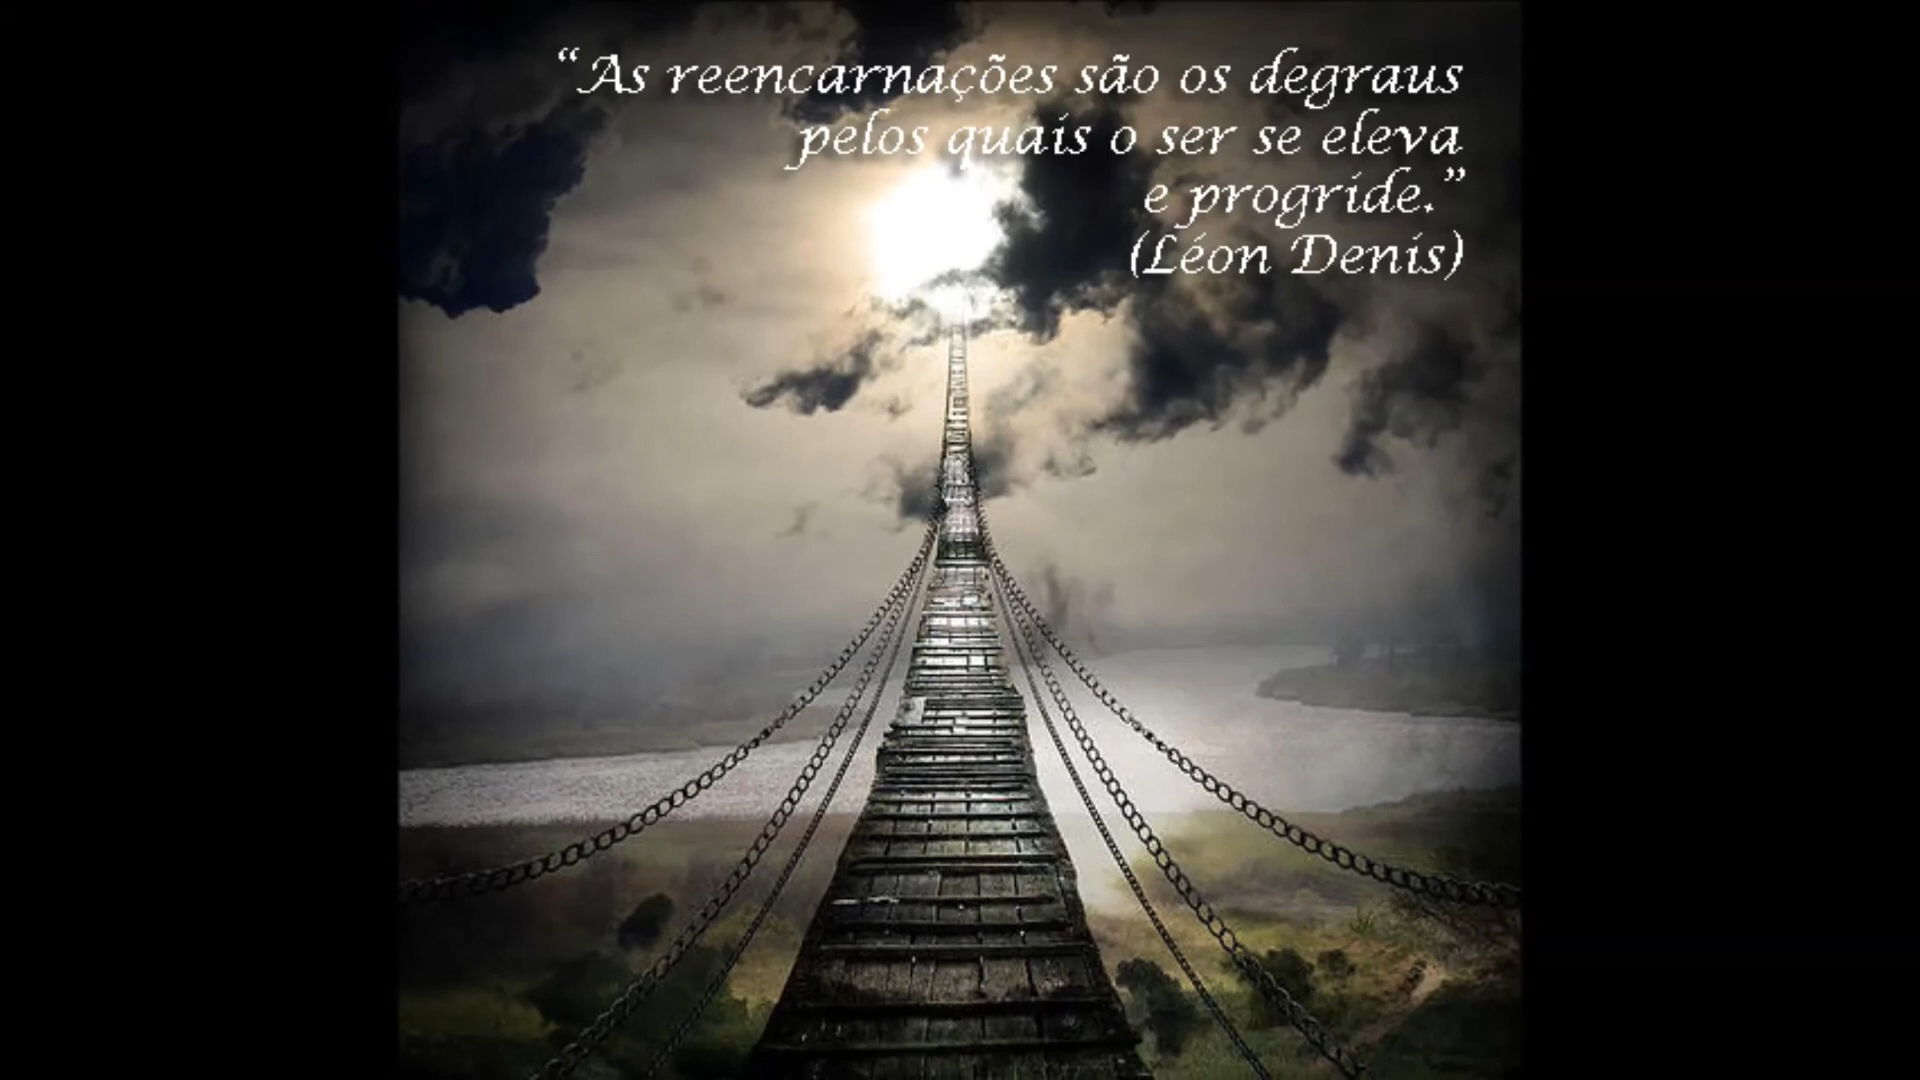 “As reencarnações são os degraus
pelos quais o ser se eleva
e progride.”
(Léon Denis)